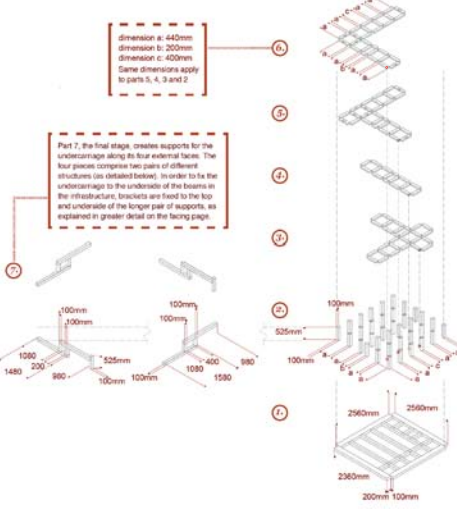 dimension a: 440mm
dimension b: 200mm
dimension c: 400mm
Same dimensions apply
to parts 5, 4, 3 and 2
6.
5.
Part 7, the final stage, creates supports for the
undercarriage along its four external faces. The
four pieces comprise two pairs of different
structures (as detailed below). In order to fix the
undercarriage to the underside of the beams in
the infrastructure, brackets are fixed to the top
and underside of the longer pair of supports, as
explained in greater detail on the facing page.
4.
3.
7.
2.
100mm
100mm
100mm
100mm
100mm
525mm
100mm
1080
200
1480
980
525mm
100mm
400
1080
980
100mm
1580
1.
2560mm
2560mm
2360mm
200mm 100mm